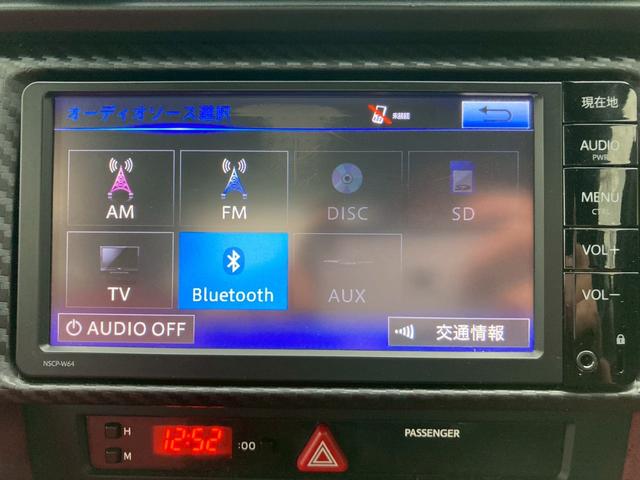 オーディオソース選択
未接続
現在地
AM
FM
DISC
SD
AUDIO
PWR
TV
Bluetooth
AUX
MENU
CTRL
VOL+
AUDIO OFF
交通情報
VOL-
NSCP-W64
H
12:52
:00
M
PASSENGER